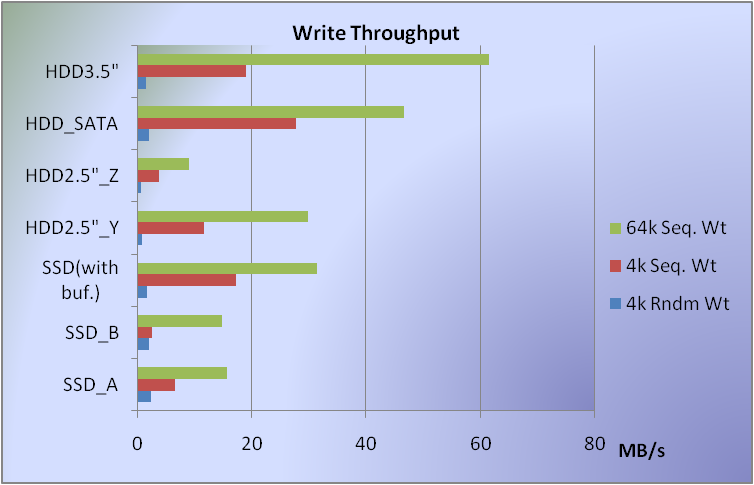 Write Throughput
HDD3.5"
HDD_SATA
HDD2.5"_Z
HDD2.5"_Y
SSD(with
buf.)
SSD_B
SSD_A
64k Seq. Wt
4k Seq. Wt
4k Rndm Wt
0 20 40 60 80 MB/s